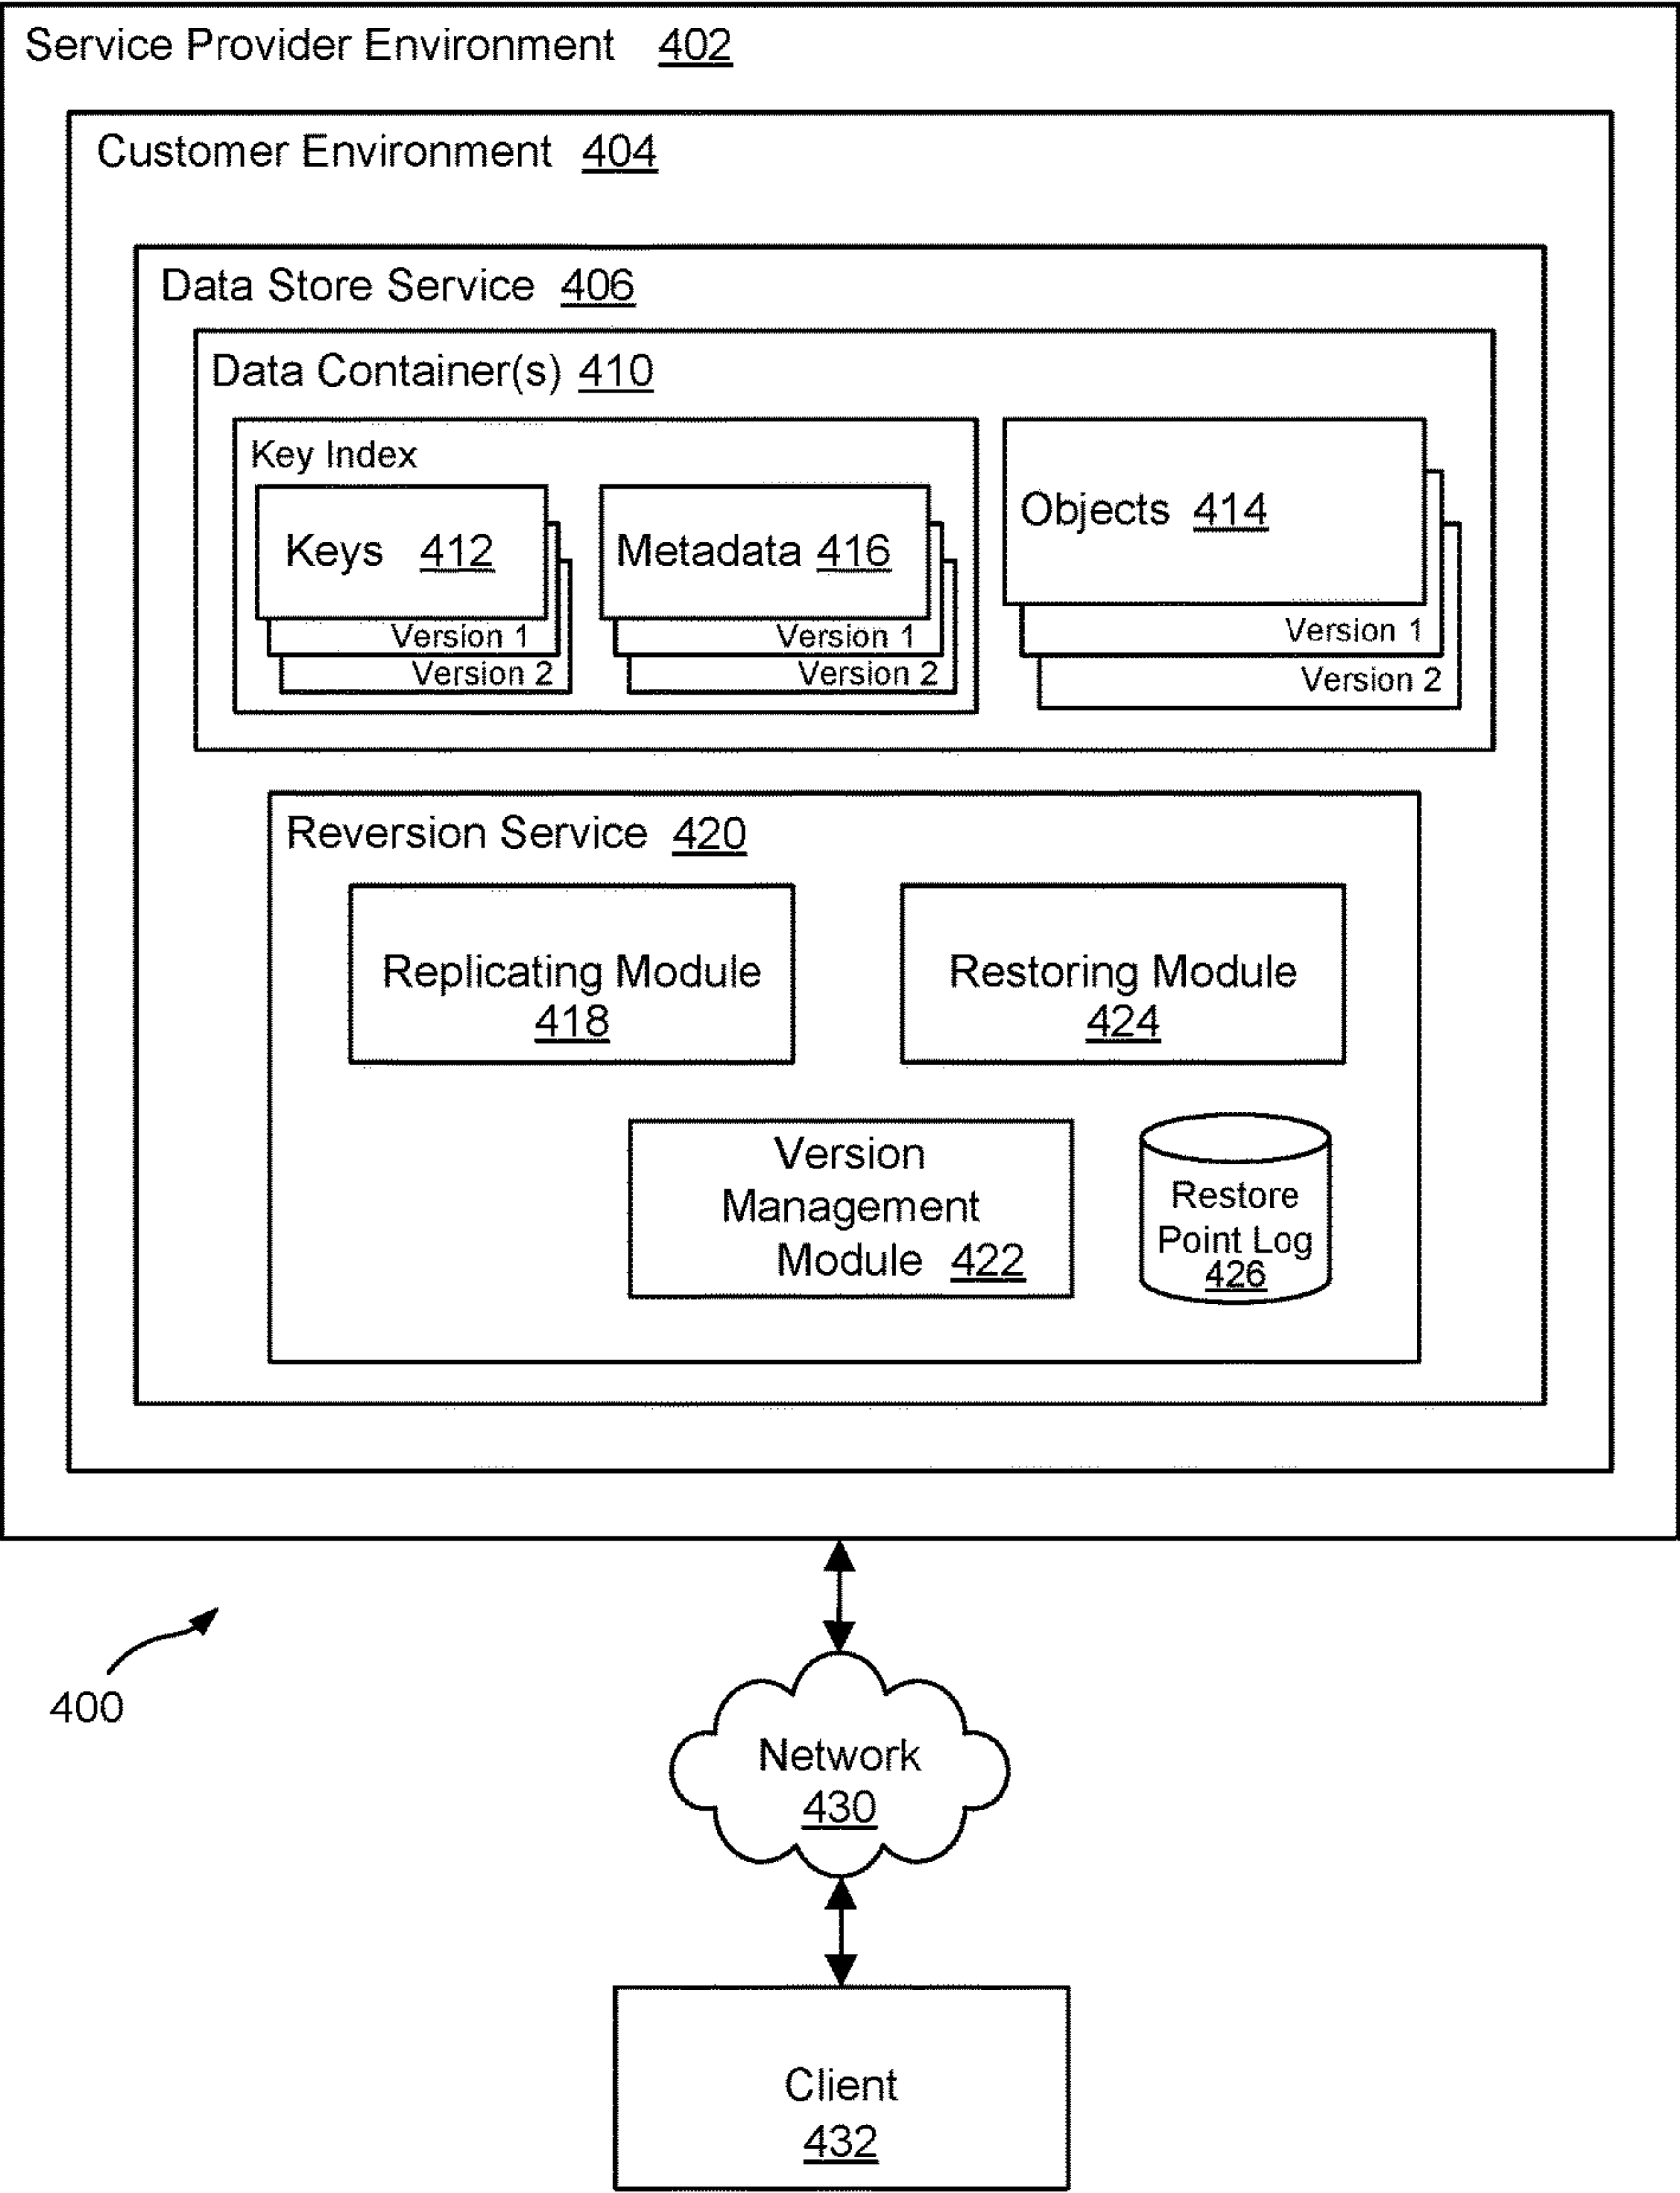 Service Provider Environment 402
Customer Environment 404
Data Store Service 406
Data Container(s) 410
Key Index
Keys 412
Version 1
Version 2
Metadata 416
Version 1
Version 2
Objects 414
Version 1
Version 2
Reversion Service 420
Replicating Module
418
Restoring Module
424
Version
Management
Module 422
Restore
Point Log
426
400
Network
430
Client
432